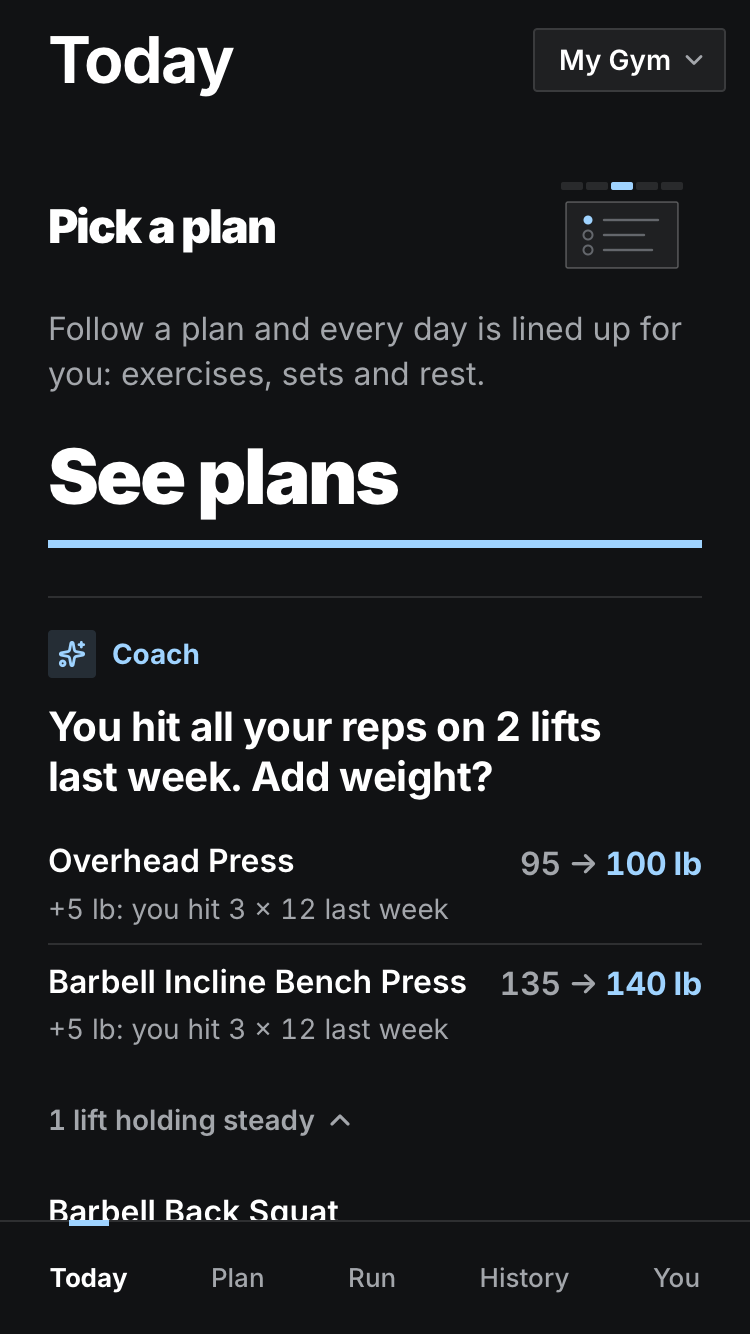 Today
My Gym
Pick a plan
Follow a plan and every day is lined up for
you: exercises, sets and rest.
See plans
Coach
You hit all your reps on 2 lifts
last week. Add weight?
Overhead Press
95 → 100 lb
+5 lb: you hit 3 × 12 last week
Barbell Incline Bench Press
135 → 140 lb
+5 lb: you hit 3 × 12 last week
1 lift holding steady
Barbell Back Squat
Today
Plan
Run
History
You